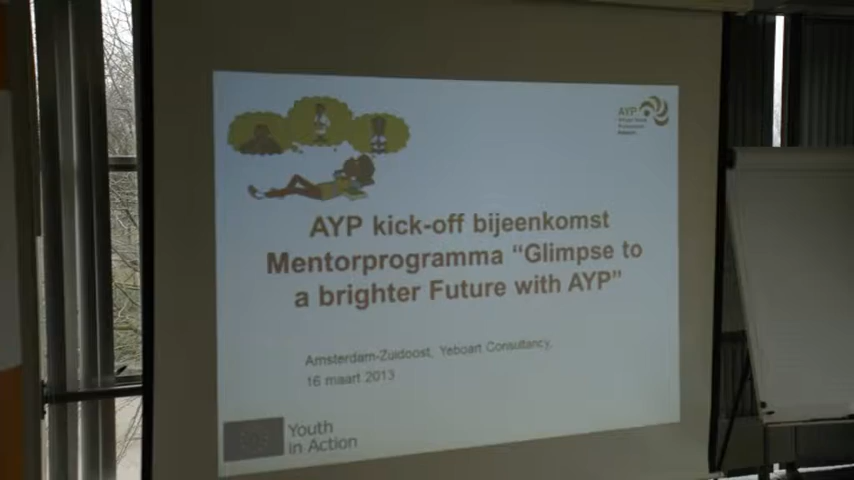 AYP
AYP kick-off bijeenkomst
Mentorprogramma “Glimpse to
a brighter Future with AYP”
Amsterdam-Zuidoost, Yeboart Consultancy,
16 maart 2013
Youth
in Action